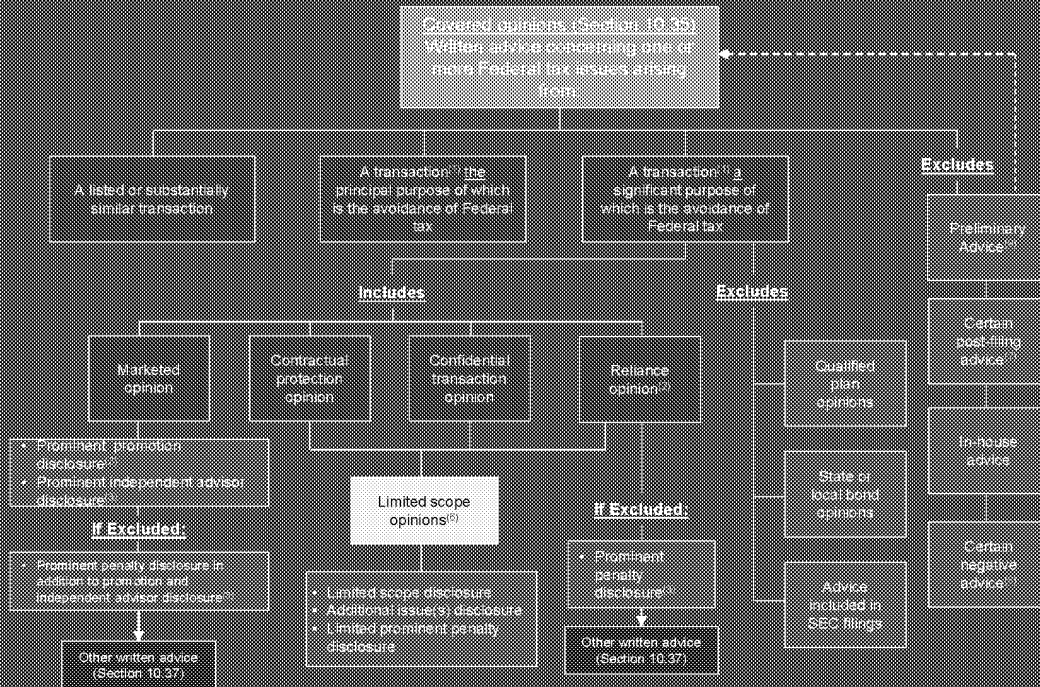 Covered opinions (Section 10.35)
Written advice concerning one or
more Federal tax issues arising
from:
A listed or substantially
similar transaction
A transaction(1) the
principal purpose of which
is the avoidance of Federal
tax
A transaction(1) a
significant purpose of
which is the avoidance of
Federal tax
Excludes
Preliminary
Advice
Certain
post-filing
advice
In-house
advice
Certain
negative
advice
Includes
Excludes
Marketed
opinion
Contractual
protection
opinion
Confidential
transaction
opinion
Reliance
opinion(2)
Qualified
plan
opinions
State or
local bond
opinions
Advice
included in
SEC filings
• Prominent promotion
disclosure
• Prominent independent advisor
disclosure(3)
If Excluded:
• Prominent penalty disclosure in
addition to promotion and
independent advisor disclosure
Other written advice
(Section 10.37)
Limited scope
opinions(6)
• Limited scope disclosure
• Additional issue(s) disclosure
• Limited prominent penalty
disclosure
If Excluded:
• Prominent
penalty
disclosure
Other written advice
(Section 10.37)